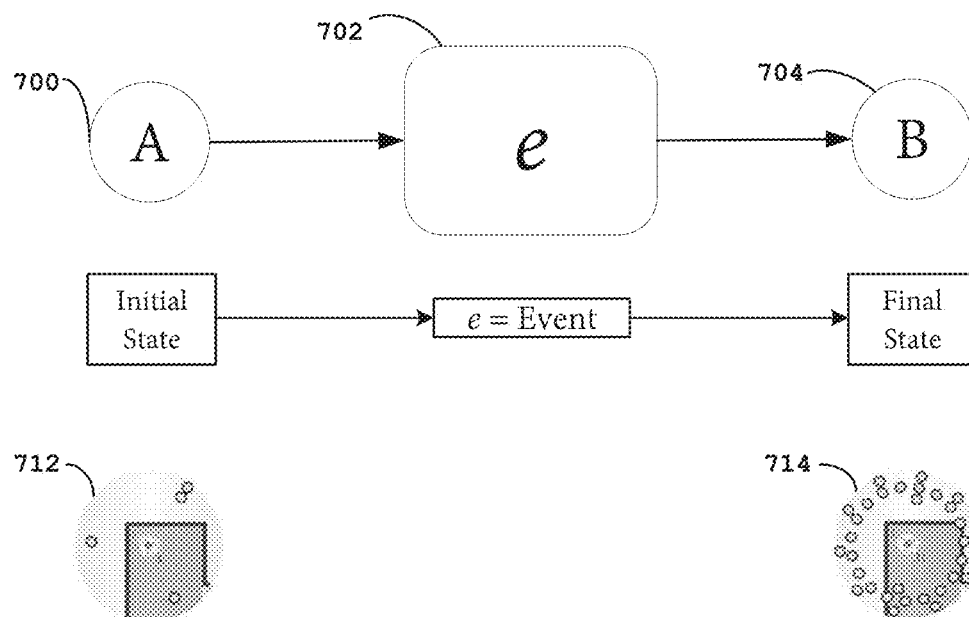 702
700
704
A
e
B
Initial
State
e = Event
Final
State
712
714